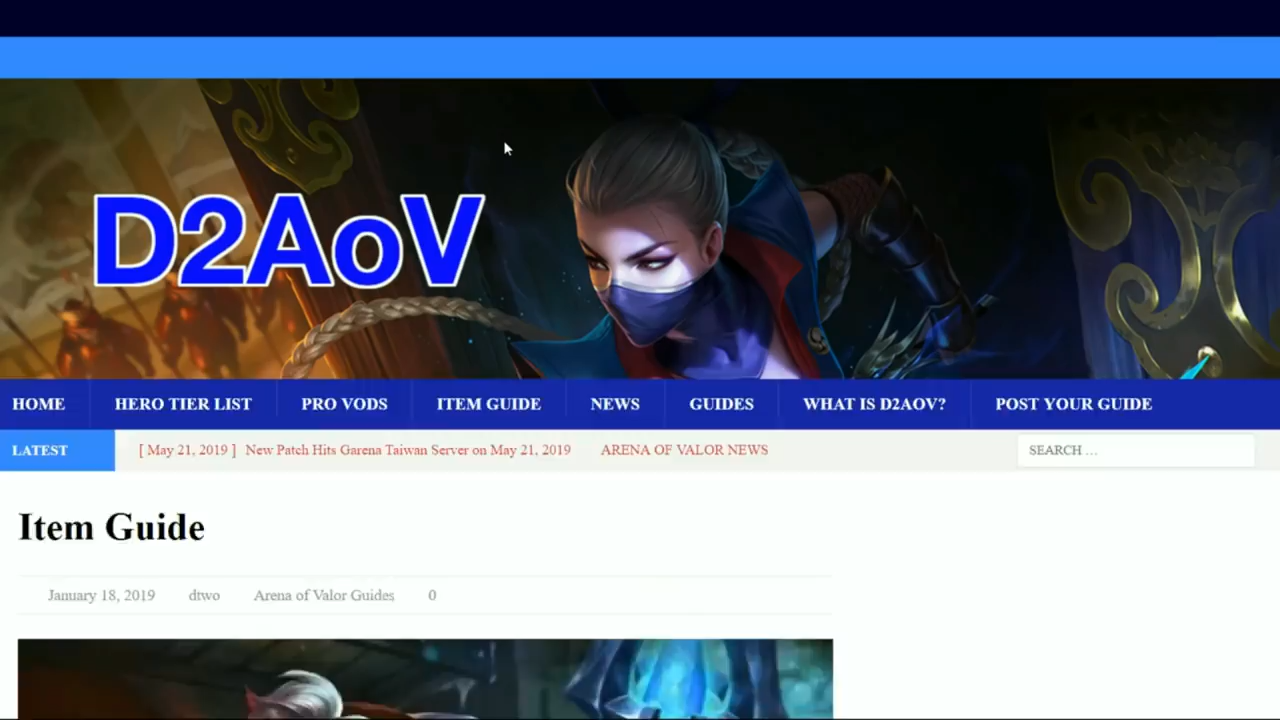 D2AoV
HOME HERO TIER LIST PRO VODS ITEM GUIDE NEWS GUIDES WHAT IS D2AOV? POST YOUR GUIDE
LATEST [ May 21, 2019 ] New Patch Hits Garena Taiwan Server on May 21, 2019 ARENA OF VALOR NEWS SEARCH ...
Item Guide
January 18, 2019 dtwo Arena of Valor Guides 0